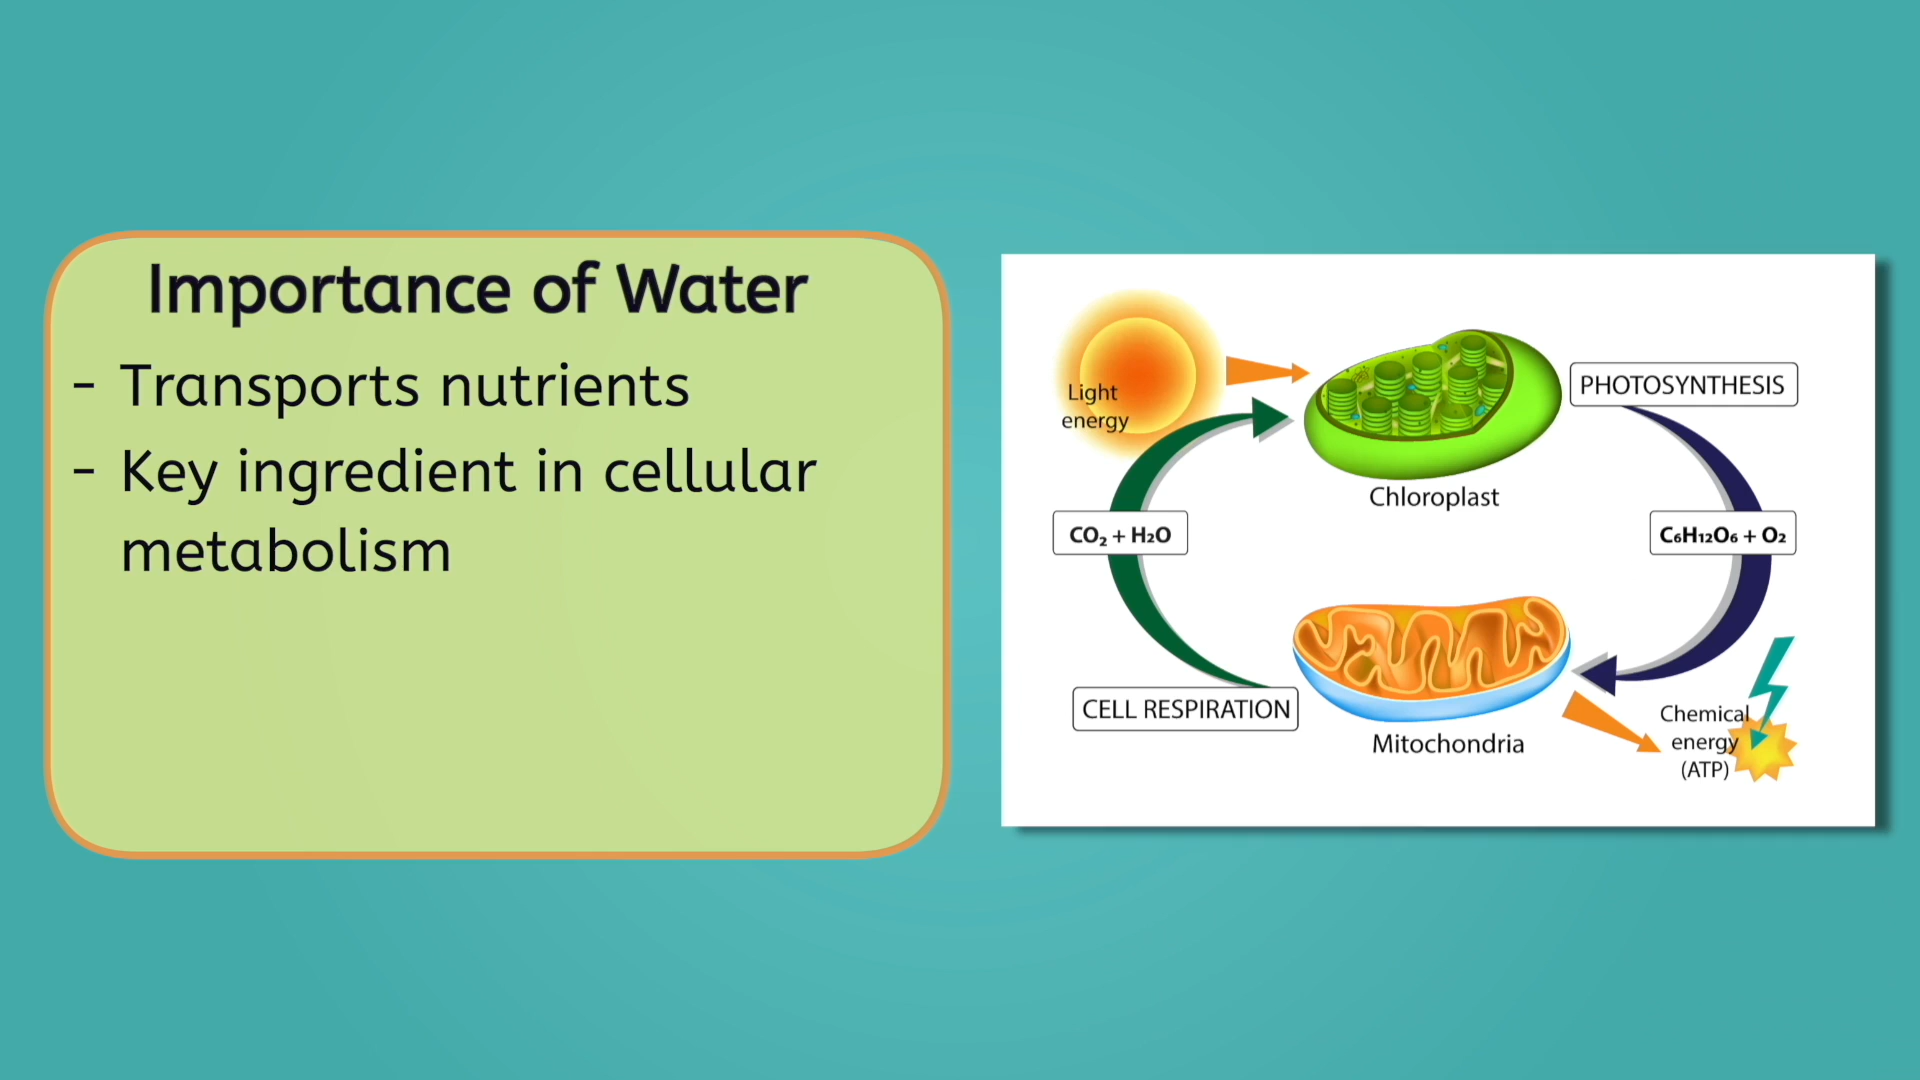 Importance of Water
- Transports nutrients
- Key ingredient in cellular
metabolism
Light
energy
Chloroplast
PHOTOSYNTHESIS
CO₂ + H₂O
C₆H₁₂O₆ + O₂
CELL RESPIRATION
Mitochondria
Chemical
energy
(ATP)